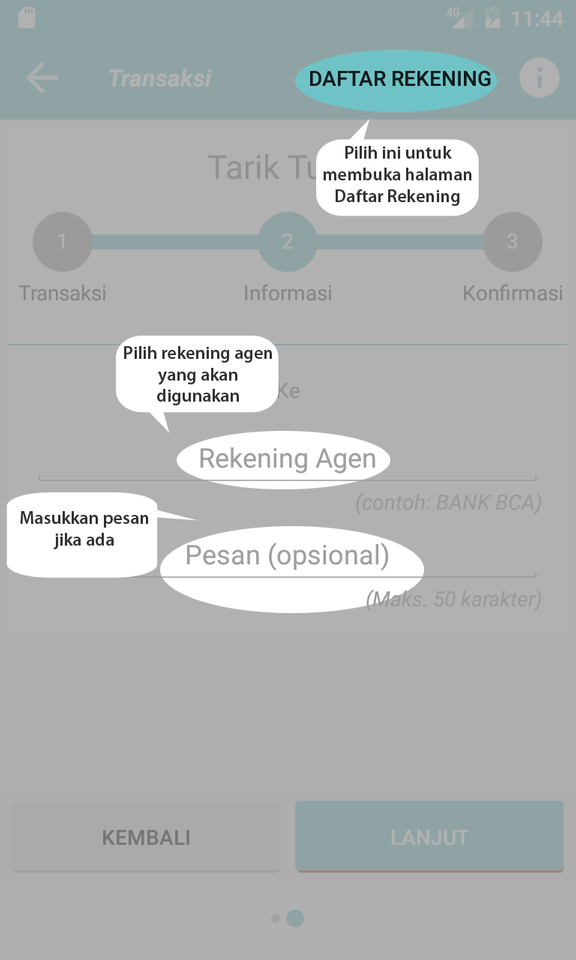 4G 11:44
Transaksi
DAFTAR REKENING
Pilih ini untuk
membuka halaman
Daftar Rekening
Tarik
1
2
3
Transaksi
Informasi
Konfirmasi
Pilih rekening agen
yang akan
digunakan
Ke
Rekening Agen
(contoh: BANK BCA)
Masukkan pesan
jika ada
Pesan (opsional)
(Maks. 50 karakter)
KEMBALI
LANJUT